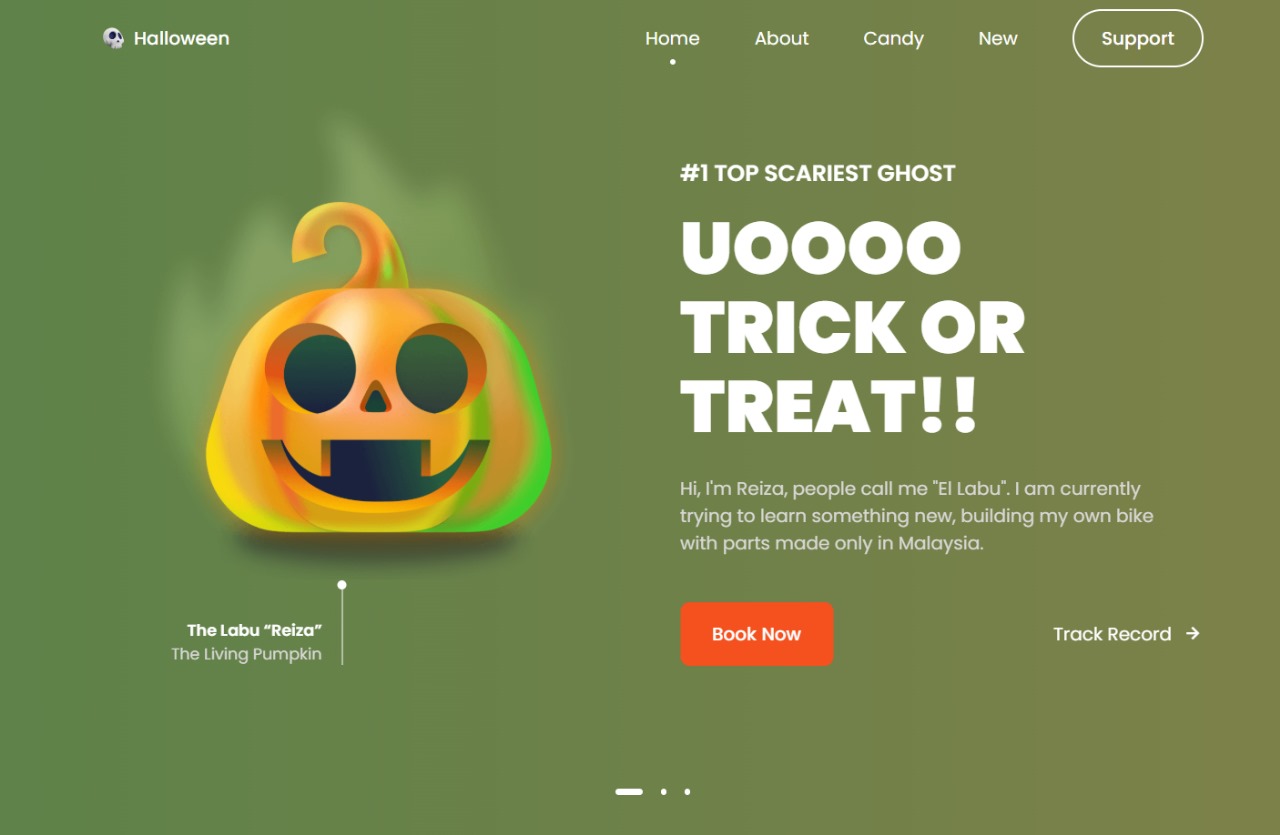 Halloween
Home
About
Candy
New
Support
#1 TOP SCARIEST GHOST
UOOOO
TRICK OR
TREAT!!
Hi, I'm Reiza, people call me "El Labu". I am currently
trying to learn something new, building my own bike
with parts made only in Malaysia.
Book Now
Track Record
The Labu “Reiza”
The Living Pumpkin